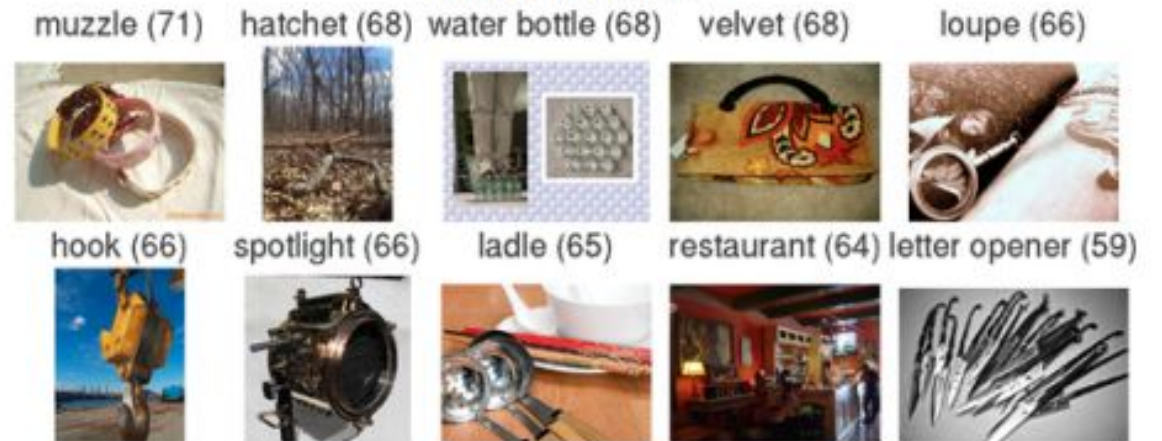 muzzle (71) hatchet (68) water bottle (68) velvet (68) loupe (66)
hook (66) spotlight (66) ladle (65) restaurant (64) letter opener (59)